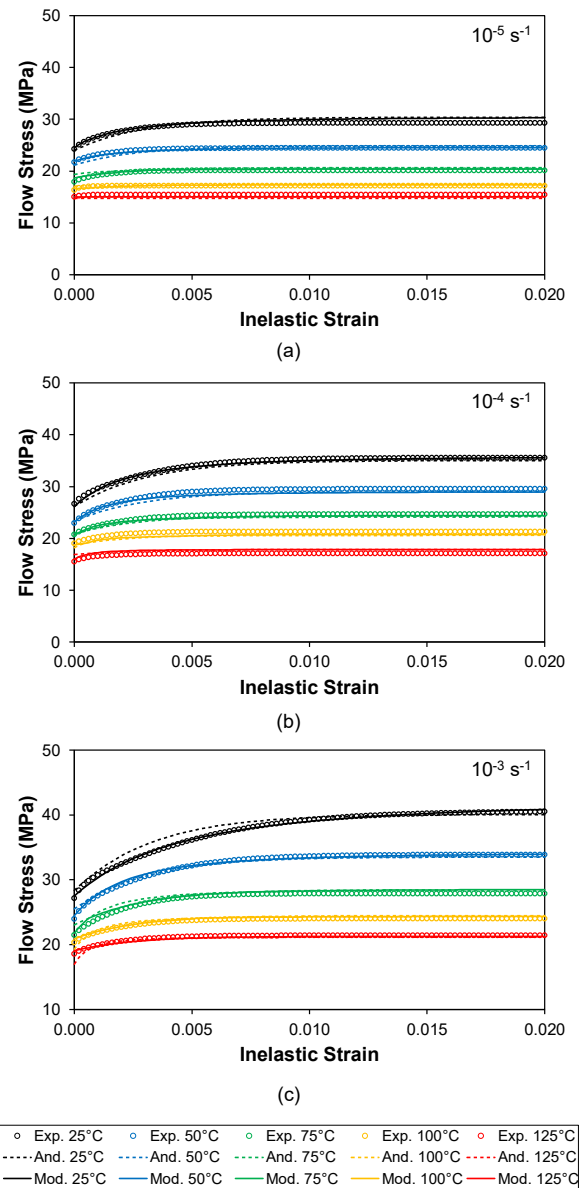 10-5 s-1
50
40
30
20
10
0
0.000 0.005 0.010 0.015 0.020
Flow Stress (MPa)
Inelastic Strain
(a)
10-4 s-1
50
40
30
20
10
0
0.000 0.005 0.010 0.015 0.020
Flow Stress (MPa)
Inelastic Strain
(b)
10-3 s-1
50
40
30
20
10
0.000 0.005 0.010 0.015 0.020
Flow Stress (MPa)
Inelastic Strain
(c)
Exp. 25°C Exp. 50°C Exp. 75°C Exp. 100°C Exp. 125°C
And. 25°C And. 50°C And. 75°C And. 100°C And. 125°C
Mod. 25°C Mod. 50°C Mod. 75°C Mod. 100°C Mod. 125°C